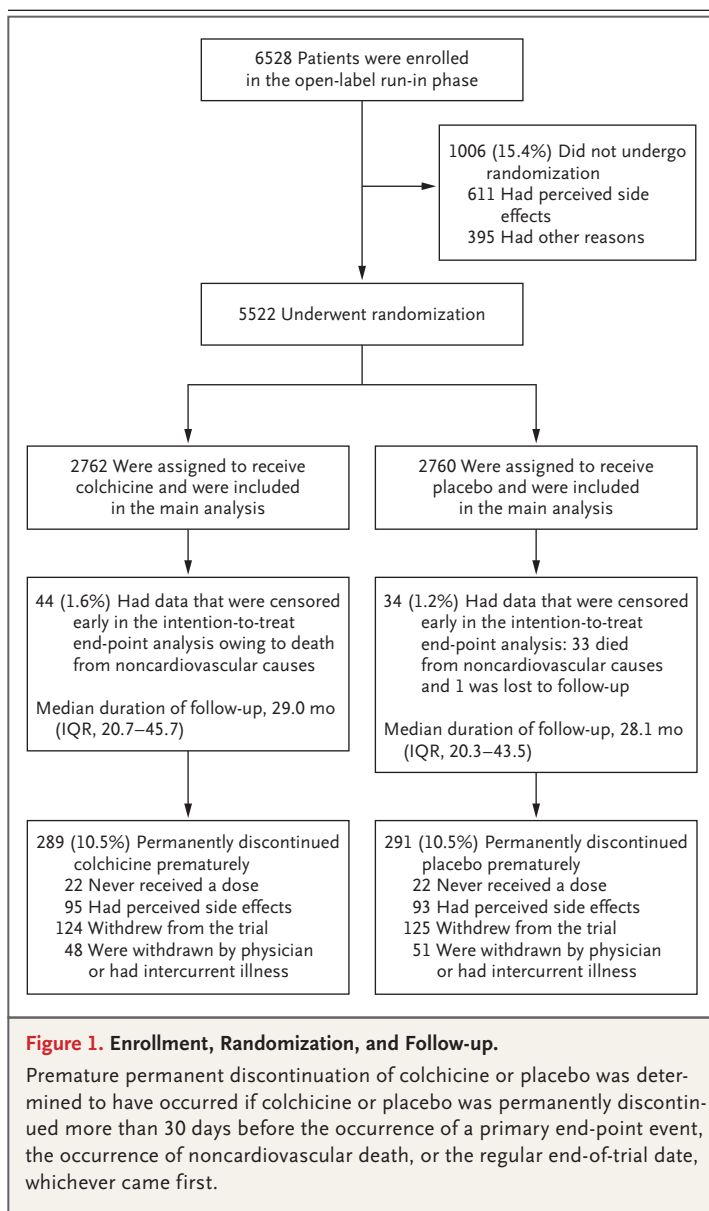 6528 Patients were enrolled
in the open-label run-in phase
1006 (15.4%) Did not undergo
randomization
611 Had perceived side
effects
395 Had other reasons
5522 Underwent randomization
2762 Were assigned to receive
colchicine and were included
in the main analysis
2760 Were assigned to receive
placebo and were included
in the main analysis
44 (1.6%) Had data that were censored
early in the intention-to-treat
end-point analysis owing to death
from noncardiovascular causes
Median duration of follow-up, 29.0 mo
(IQR, 20.7–45.7)
34 (1.2%) Had data that were censored
early in the intention-to-treat
end-point analysis: 33 died
from noncardiovascular causes
and 1 was lost to follow-up
Median duration of follow-up, 28.1 mo
(IQR, 20.3–43.5)
289 (10.5%) Permanently discontinued
colchicine prematurely
22 Never received a dose
95 Had perceived side effects
124 Withdrew from the trial
48 Were withdrawn by physician
or had intercurrent illness
291 (10.5%) Permanently discontinued
placebo prematurely
22 Never received a dose
93 Had perceived side effects
125 Withdrew from the trial
51 Were withdrawn by physician
or had intercurrent illness
Figure 1. Enrollment, Randomization, and Follow-up.
Premature permanent discontinuation of colchicine or placebo was deter-
mined to have occurred if colchicine or placebo was permanently discontin-
ued more than 30 days before the occurrence of a primary end-point event,
the occurrence of noncardiovascular death, or the regular end-of-trial date,
whichever came first.